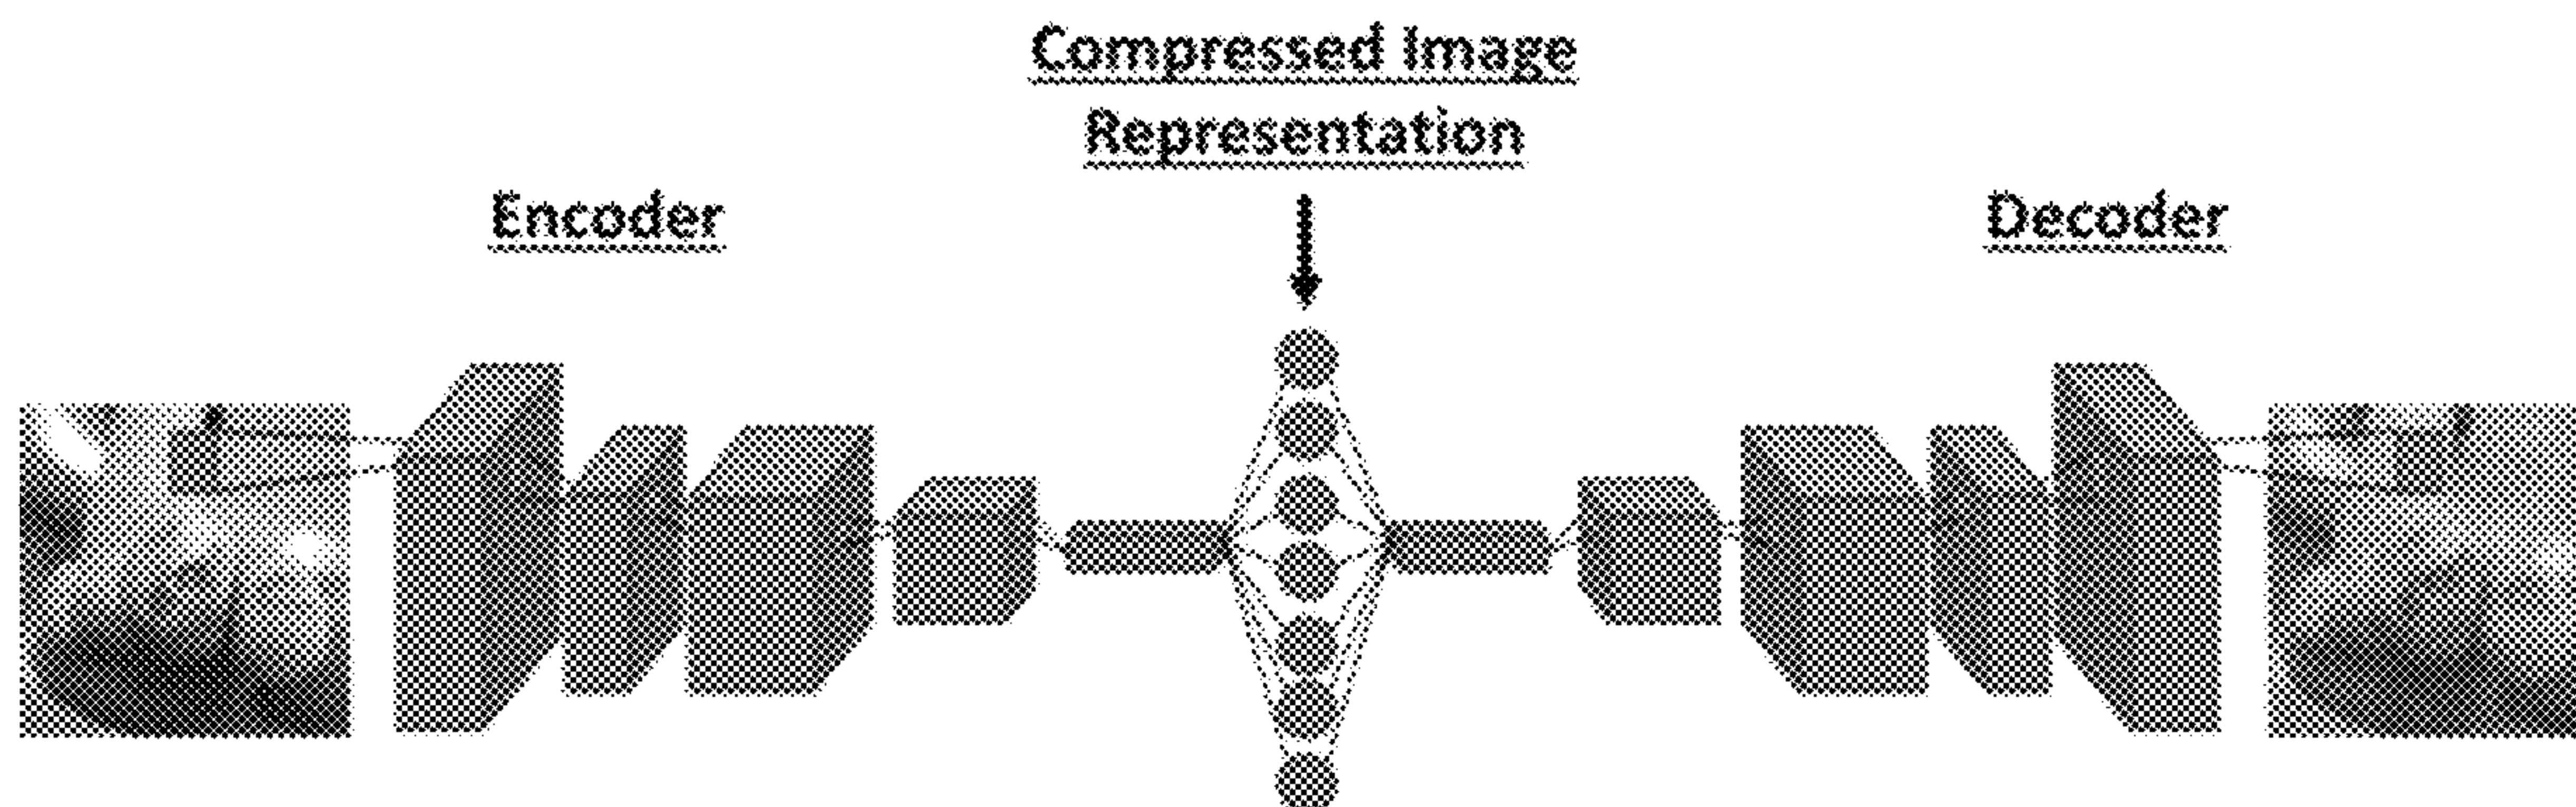 Compressed Image
Representation
Encoder
Decoder